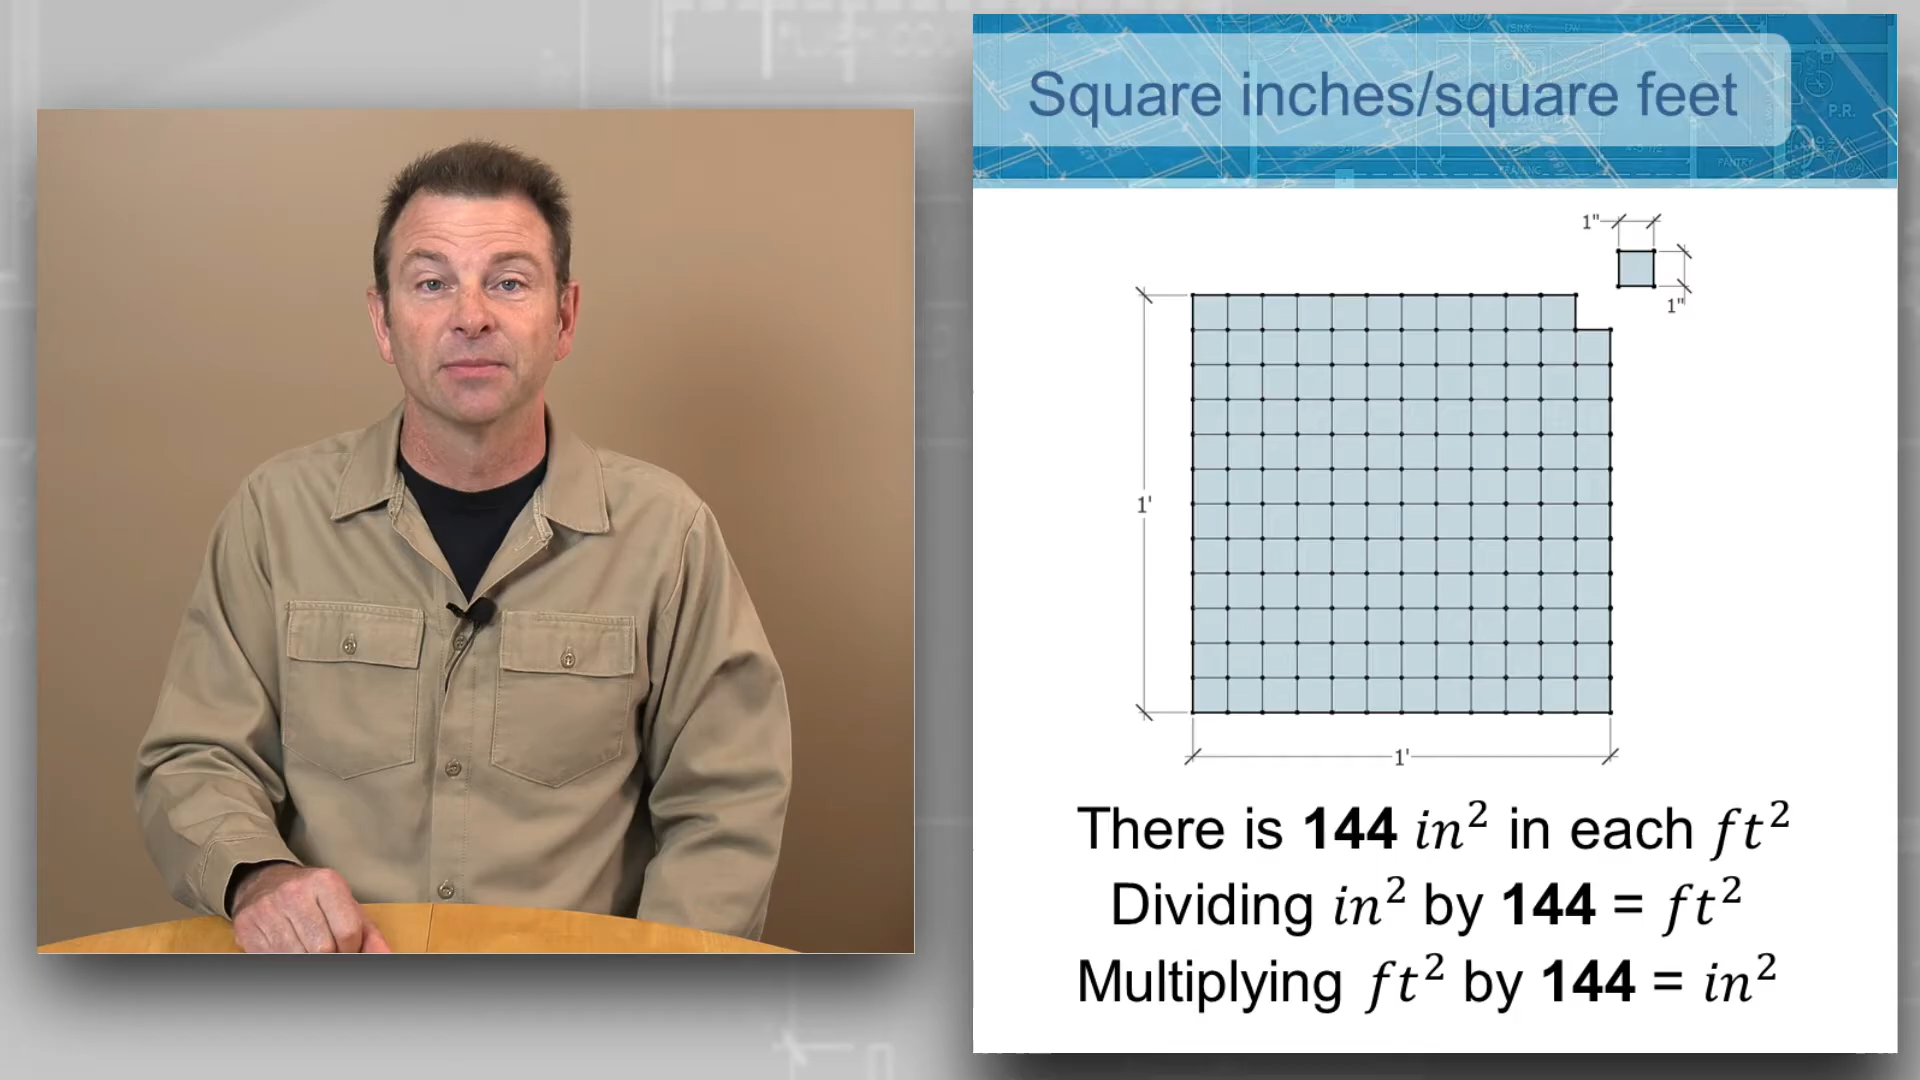 Square inches/square feet
1"
1"
1'
1'
There is 144 in² in each ft²
Dividing in² by 144 = ft²
Multiplying ft² by 144 = in²
P.R.
PANTRY